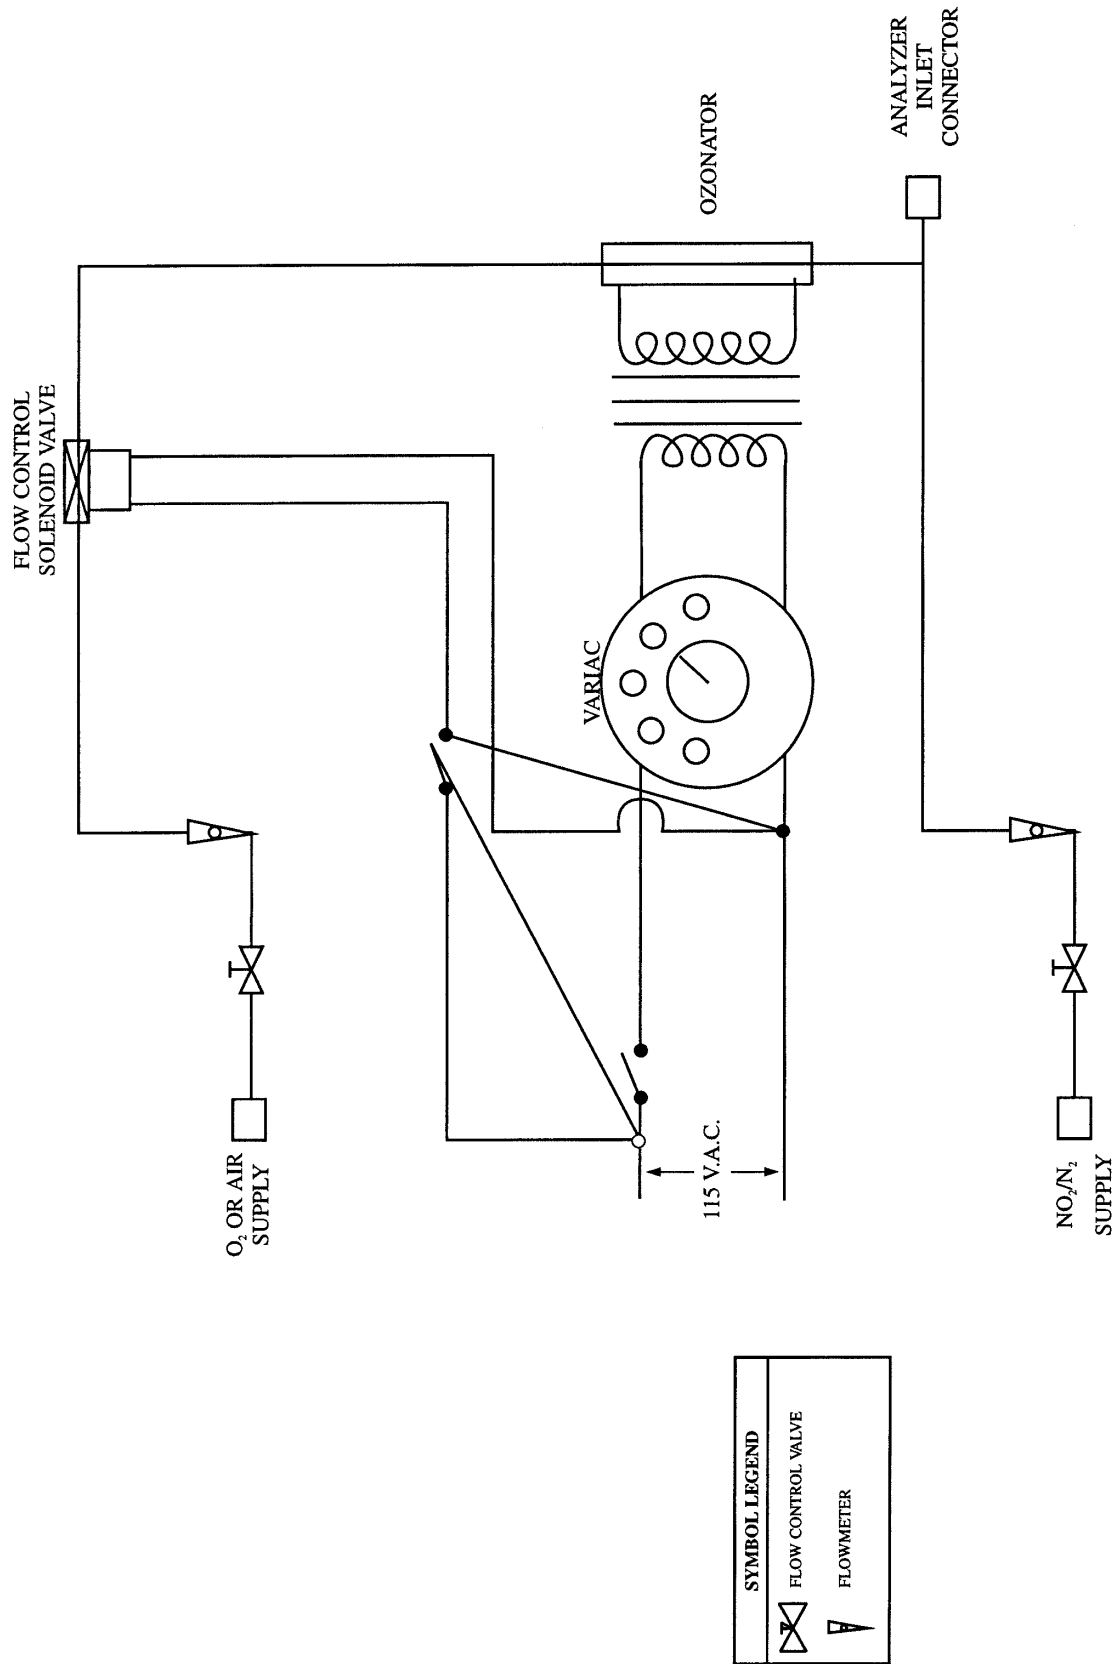 FLOW CONTROL
SOLENOID VALVE
O₂ OR AIR
SUPPLY
VARIAC
OZONATOR
115 V.A.C.
ANALYZER
INLET
CONNECTOR
NO₂/N₂
SUPPLY
SYMBOL LEGEND
FLOW CONTROL VALVE
FLOWMETER